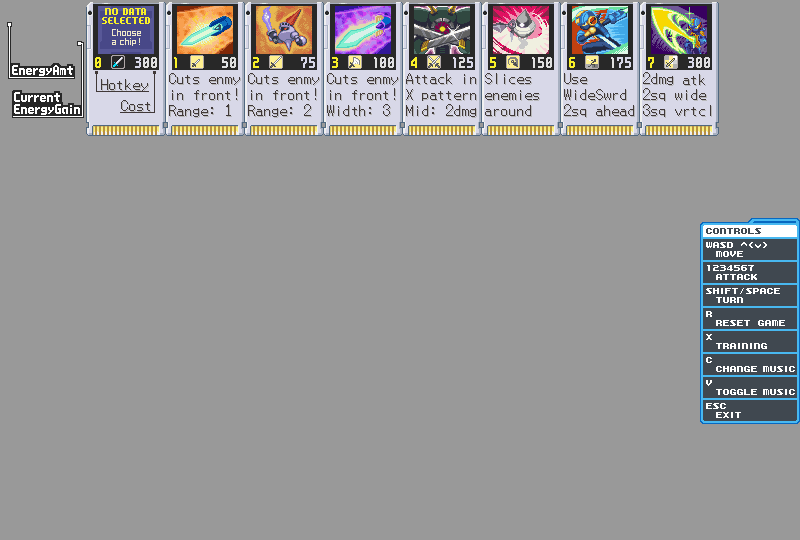 NO DATA
SELECTED
Choose
a chip!
0 300
Hotkey
Cost
EnergyAmt
Current
EnergyGain
1 50
Cuts enmy
in front!
Range: 1
2 75
Cuts enmy
in front!
Range: 2
3 100
Cuts enmy
in front!
Width: 3
4 125
Attack in
X pattern
Mid: 2dmg
5 150
Slices
enemies
around
6 175
Use
WideSwrd
2sq ahead
7 300
2dmg atk
2sq wide
3sq vrtcl
CONTROLS
WASD ^<v>
MOVE
1234567
ATTACK
SHIFT/SPACE
TURN
R
RESET GAME
X
TRAINING
C
CHANGE MUSIC
V
TOGGLE MUSIC
ESC
EXIT